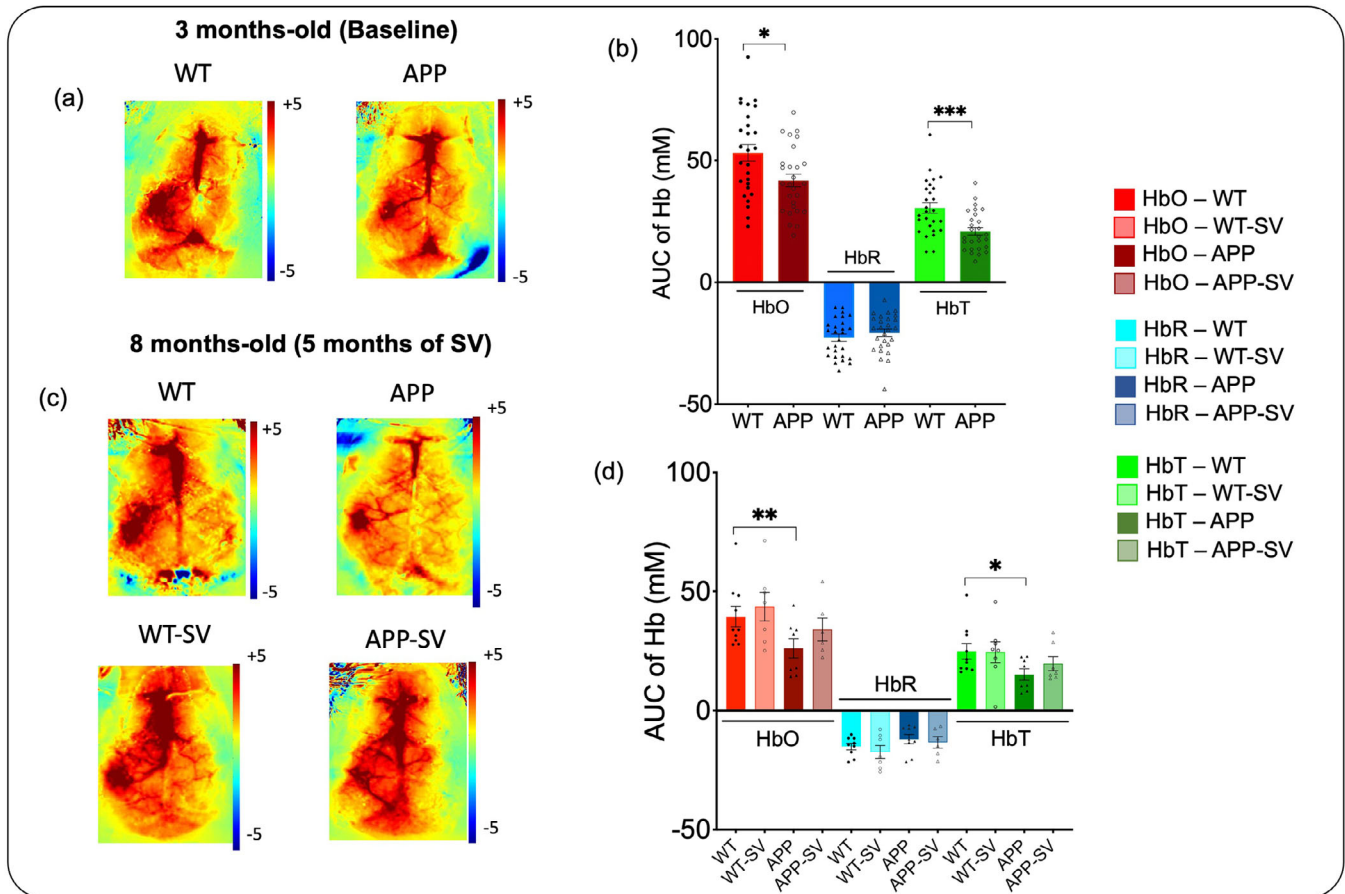 3 months-old (Baseline)
WT
APP
(a)
+5
-5
+5
-5
(b)
AUC of Hb (mM)
100
50
0
-50
*
***
HbO
HbR
HbT
WT APP WT APP WT APP
HbO – WT
HbO – WT-SV
HbO – APP
HbO – APP-SV
HbR – WT
HbR – WT-SV
HbR – APP
HbR – APP-SV
HbT – WT
HbT – WT-SV
HbT – APP
HbT – APP-SV
8 months-old (5 months of SV)
(c)
WT
APP
+5
-5
+5
-5
WT-SV
APP-SV
+5
-5
+5
-5
(d)
AUC of Hb (mM)
100
50
0
-50
**
*
HbO
HbR
HbT
WT WT-SV APP APP-SV WT WT-SV APP APP-SV WT WT-SV APP APP-SV